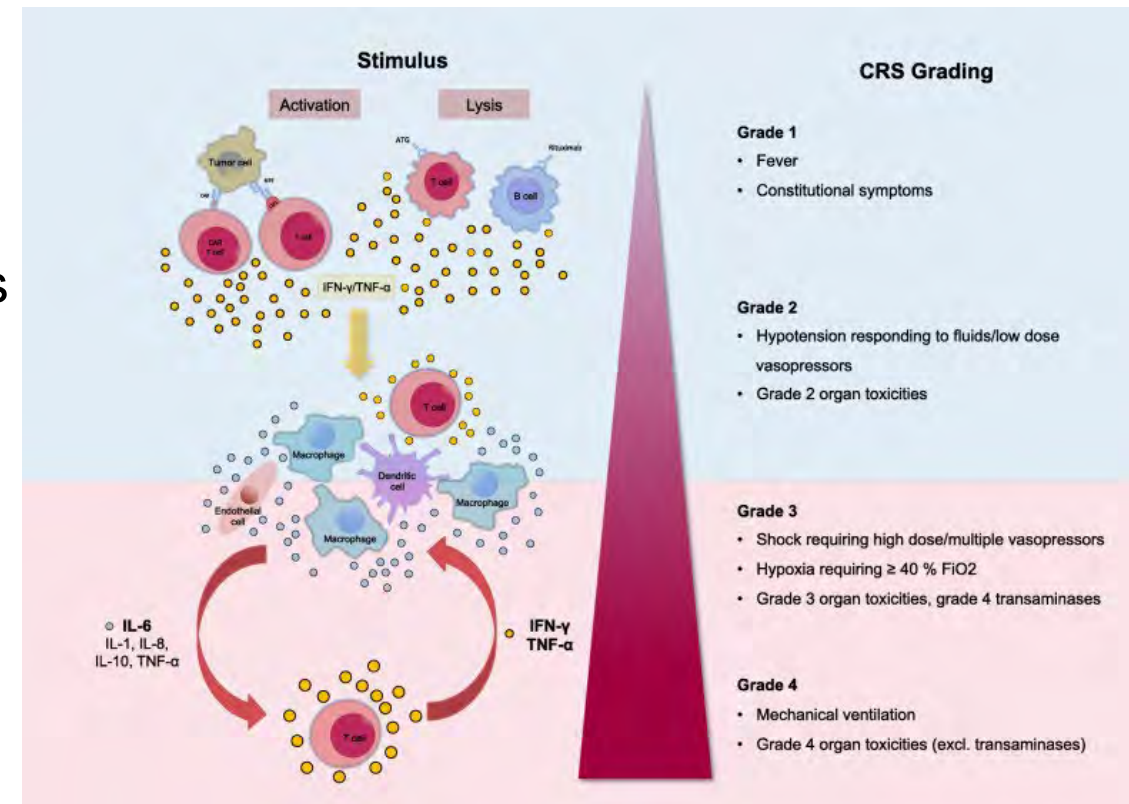 Stimulus
Activation
Lysis
ATG
Rituximab
Tumor cell
T cell
B cell
CAR
T cell
T cell
IFN-γ/TNF-α
T cell
Macrophage
Dendritic
cell
Macrophage
Endothelial
cell
Macrophage
IL-6
IL-1, IL-8,
IL-10, TNF-α
IFN-γ
TNF-α
T cell
CRS Grading
Grade 1
• Fever
• Constitutional symptoms
Grade 2
• Hypotension responding to fluids/low dose
vasopressors
• Grade 2 organ toxicities
Grade 3
• Shock requiring high dose/multiple vasopressors
• Hypoxia requiring ≥ 40 % FiO2
• Grade 3 organ toxicities, grade 4 transaminases
Grade 4
• Mechanical ventilation
• Grade 4 organ toxicities (excl. transaminases)
s